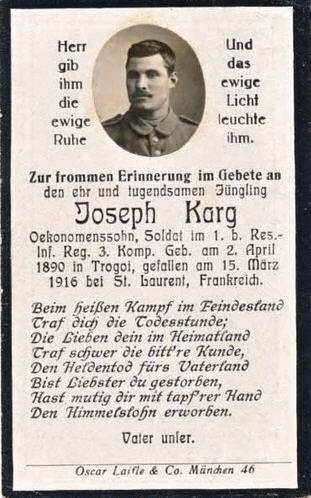 Herr
gib
ihm
die
ewige
Ruhe
Und
das
ewige
Licht
leuchte
ihm.
Zur frommen Erinnerung im Gebete an
den ehr und tugendsamen Jüngling
Joseph Karg
Oekonomenssohn, Soldat im 1. b. Res.-
Inf. Reg. 3. Komp. Geb. am 2. April
1890 in Trogoi, gefallen am 15. März
1916 bei St. Laurent, Frankreich.
Beim heißen Kampf im Feindesland
Traf dich die Todesstunde;
Die Lieben dein im Heimatland
Traf schwer die bitt're Kunde,
Den Heldentod fürs Vaterland
Bist Liebster du gestorben,
Hast mutig dir mit tapf'rer Hand
Den Himmelslohn erworben.
Vater unser.
Oscar Laifle & Co. München 46